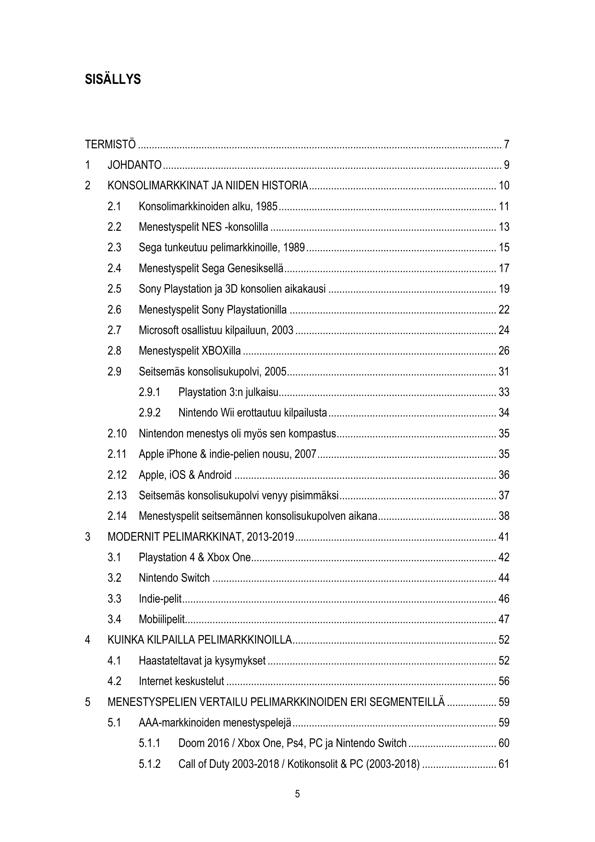 SISÄLLYS
TERMISTÖ ........ 7
1 JOHDANTO ........ 9
2 KONSOLIMARKKINAT JA NIIDEN HISTORIA ........ 10
2.1 Konsolimarkkinoiden alku, 1985 ........ 11
2.2 Menestyspelit NES -konsolilla ........ 13
2.3 Sega tunkeutuu pelimarkkinoille, 1989 ........ 15
2.4 Menestyspelit Sega Genesiksellä ........ 17
2.5 Sony Playstation ja 3D konsolien aikakausi ........ 19
2.6 Menestyspelit Sony Playstationilla ........ 22
2.7 Microsoft osallistuu kilpailuun, 2003 ........ 24
2.8 Menestyspelit XBOXilla ........ 26
2.9 Seitsemäs konsolisukupolvi, 2005 ........ 31
2.9.1 Playstation 3:n julkaisu ........ 33
2.9.2 Nintendo Wii erottautuu kilpailusta ........ 34
2.10 Nintendon menestys oli myös sen kompastus ........ 35
2.11 Apple iPhone & indie-pelien nousu, 2007 ........ 35
2.12 Apple, iOS & Android ........ 36
2.13 Seitsemäs konsolisukupolvi venyy pisimmäksi ........ 37
2.14 Menestyspelit seitsemännen konsolisukupolven aikana ........ 38
3 MODERNIT PELIMARKKINAT, 2013-2019 ........ 41
3.1 Playstation 4 & Xbox One ........ 42
3.2 Nintendo Switch ........ 44
3.3 Indie-pelit ........ 46
3.4 Mobiilipelit ........ 47
4 KUINKA KILPAILLA PELIMARKKINOILLA ........ 52
4.1 Haastateltavat ja kysymykset ........ 52
4.2 Internet keskustelut ........ 56
5 MENESTYSPELIEN VERTAILU PELIMARKKINOIDEN ERI SEGMENTEILLÄ ........ 59
5.1 AAA-markkinoiden menestyspelejä ........ 59
5.1.1 Doom 2016 / Xbox One, Ps4, PC ja Nintendo Switch ........ 60
5.1.2 Call of Duty 2003-2018 / Kotikonsolit & PC (2003-2018) ........ 61
5